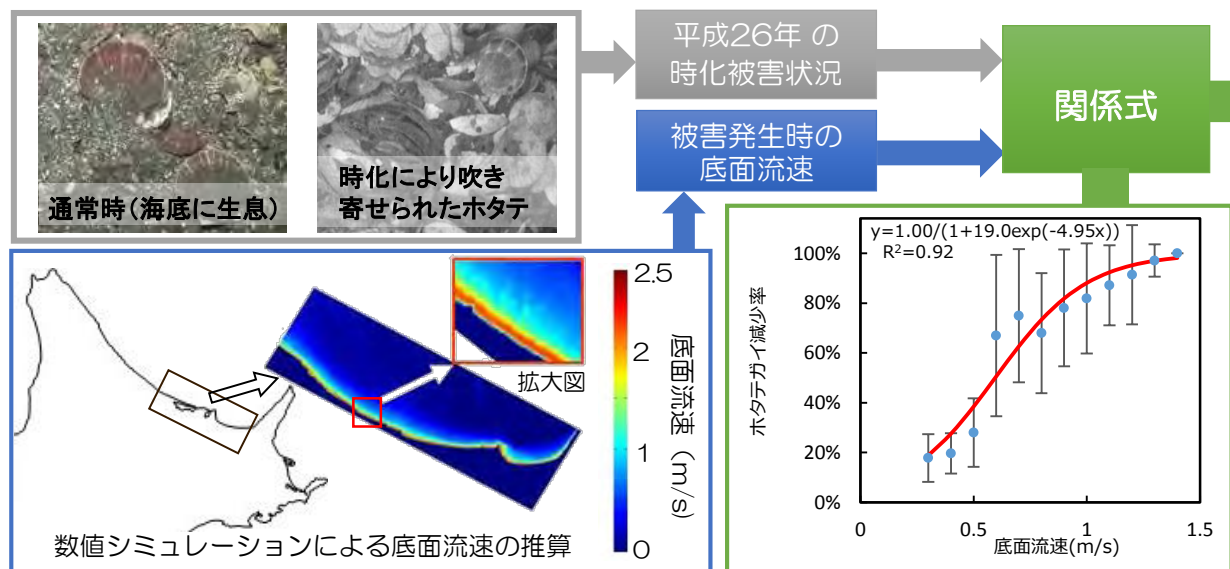 通常時（海底に生息）
時化により吹き
寄せられたホタテ
平成26年 の
時化被害状況
被害発生時の
底面流速
関係式
2.5
2
1
0
底面流速（m/s）
拡大図
数値シミュレーションによる底面流速の推算
y=1.00/(1+19.0exp(-4.95x))
R²=0.92
100%
80%
60%
40%
20%
0%
ホタテガイ減少率
0
0.5
1
1.5
底面流速(m/s)